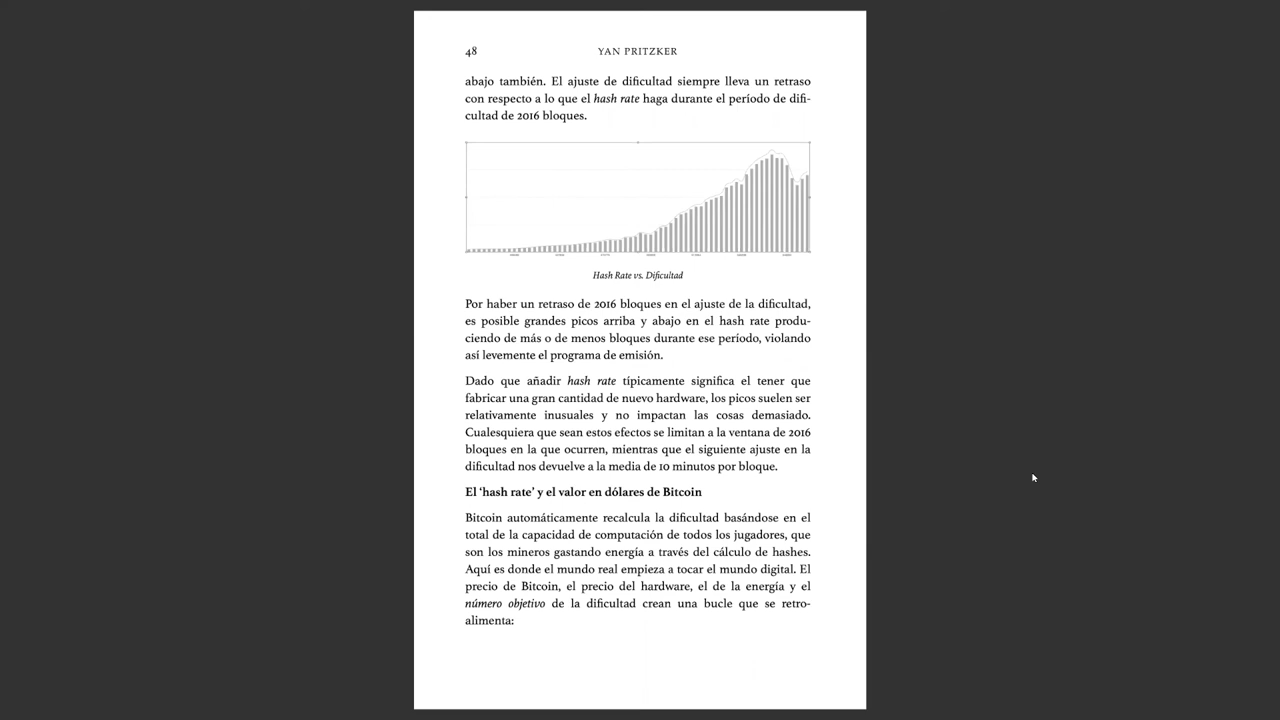 48
YAN PRITZKER
abajo también. El ajuste de dificultad siempre lleva un retraso
con respecto a lo que el hash rate haga durante el período de difi-
cultad de 2016 bloques.
Hash Rate vs. Dificultad
Por haber un retraso de 2016 bloques en el ajuste de la dificultad,
es posible grandes picos arriba y abajo en el hash rate produ-
ciendo de más o de menos bloques durante ese período, violando
así levemente el programa de emisión.
Dado que añadir hash rate típicamente significa el tener que
fabricar una gran cantidad de nuevo hardware, los picos suelen ser
relativamente inusuales y no impactan las cosas demasiado.
Cualesquiera que sean estos efectos se limitan a la ventana de 2016
bloques en la que ocurren, mientras que el siguiente ajuste en la
dificultad nos devuelve a la media de 10 minutos por bloque.
El ‘hash rate’ y el valor en dólares de Bitcoin
Bitcoin automáticamente recalcula la dificultad basándose en el
total de la capacidad de computación de todos los jugadores, que
son los mineros gastando energía a través del cálculo de hashes.
Aquí es donde el mundo real empieza a tocar el mundo digital. El
precio de Bitcoin, el precio del hardware, el de la energía y el
número objetivo de la dificultad crean una bucle que se retro-
alimenta: